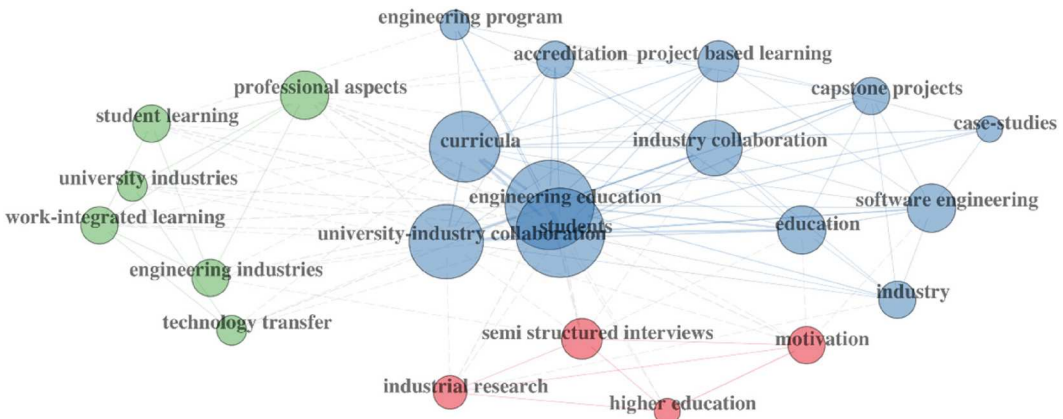 engineering program
accreditation
project based learning
professional aspects
capstone projects
student learning
case-studies
curricula
industry collaboration
university industries
engineering education
software engineering
work-integrated learning
students
education
university-industry collaboration
engineering industries
industry
technology transfer
semi structured interviews
motivation
industrial research
higher education